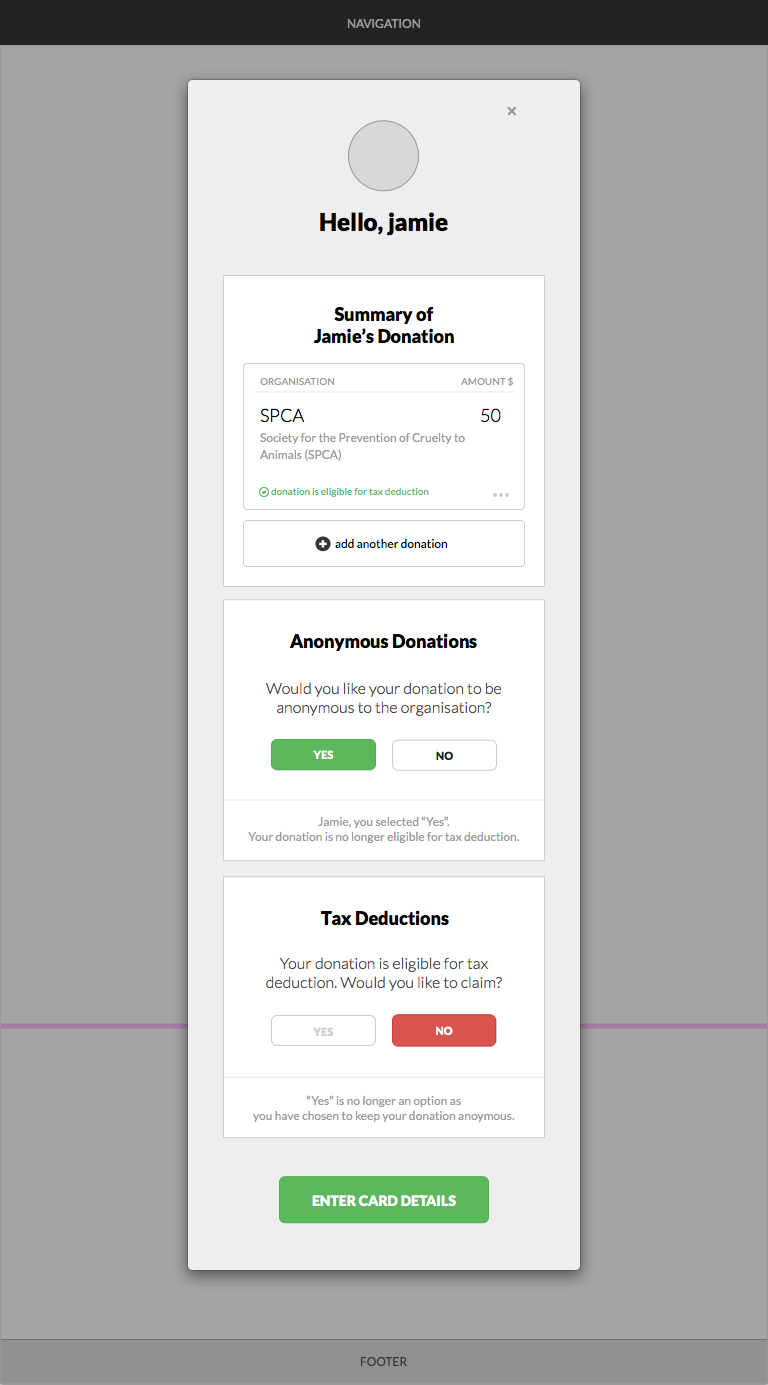 NAVIGATION
×
Hello, jamie
Summary of
Jamie's Donation
ORGANISATION AMOUNT $
SPCA 50
Society for the Prevention of Cruelty to
Animals (SPCA)
donation is eligible for tax deduction
add another donation
Anonymous Donations
Would you like your donation to be
anonymous to the organisation?
YES NO
Jamie, you selected “Yes”.
Your donation is no longer eligible for tax deduction.
Tax Deductions
Your donation is eligible for tax
deduction. Would you like to claim?
YES NO
“Yes” is no longer an option as
you have chosen to keep your donation anoymous.
ENTER CARD DETAILS
FOOTER